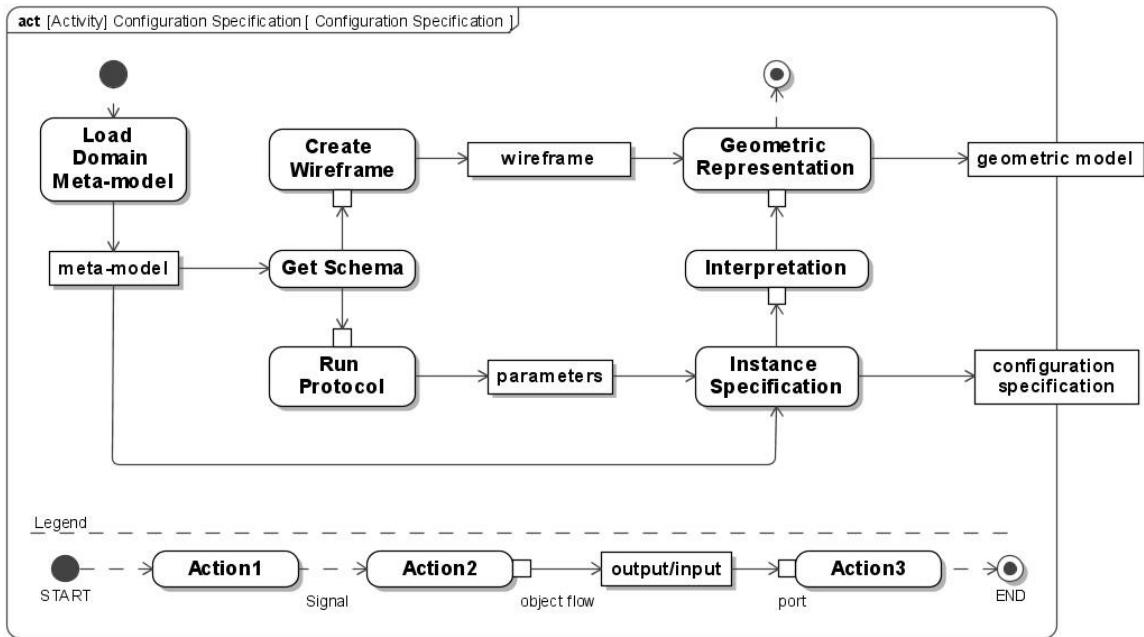 act [Activity] Configuration Specification [ Configuration Specification ]
Load
Domain
Meta-model
Create
Wireframe
wireframe
Geometric
Representation
geometric model
meta-model
Get Schema
Interpretation
Run
Protocol
parameters
Instance
Specification
configuration
specification
Legend
Action1
Action2
output/input
Action3
START
Signal
object flow
port
END